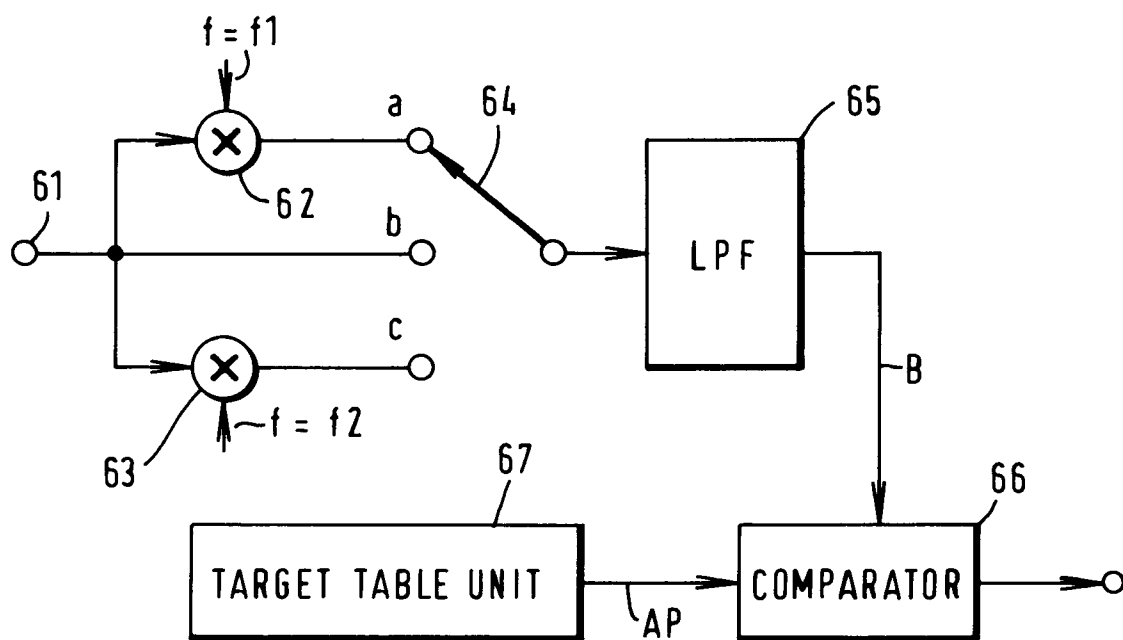 f = f1
a
64
65
61
62
LPF
b
c
B
f = f2
63
67
66
TARGET TABLE UNIT
COMPARATOR
AP